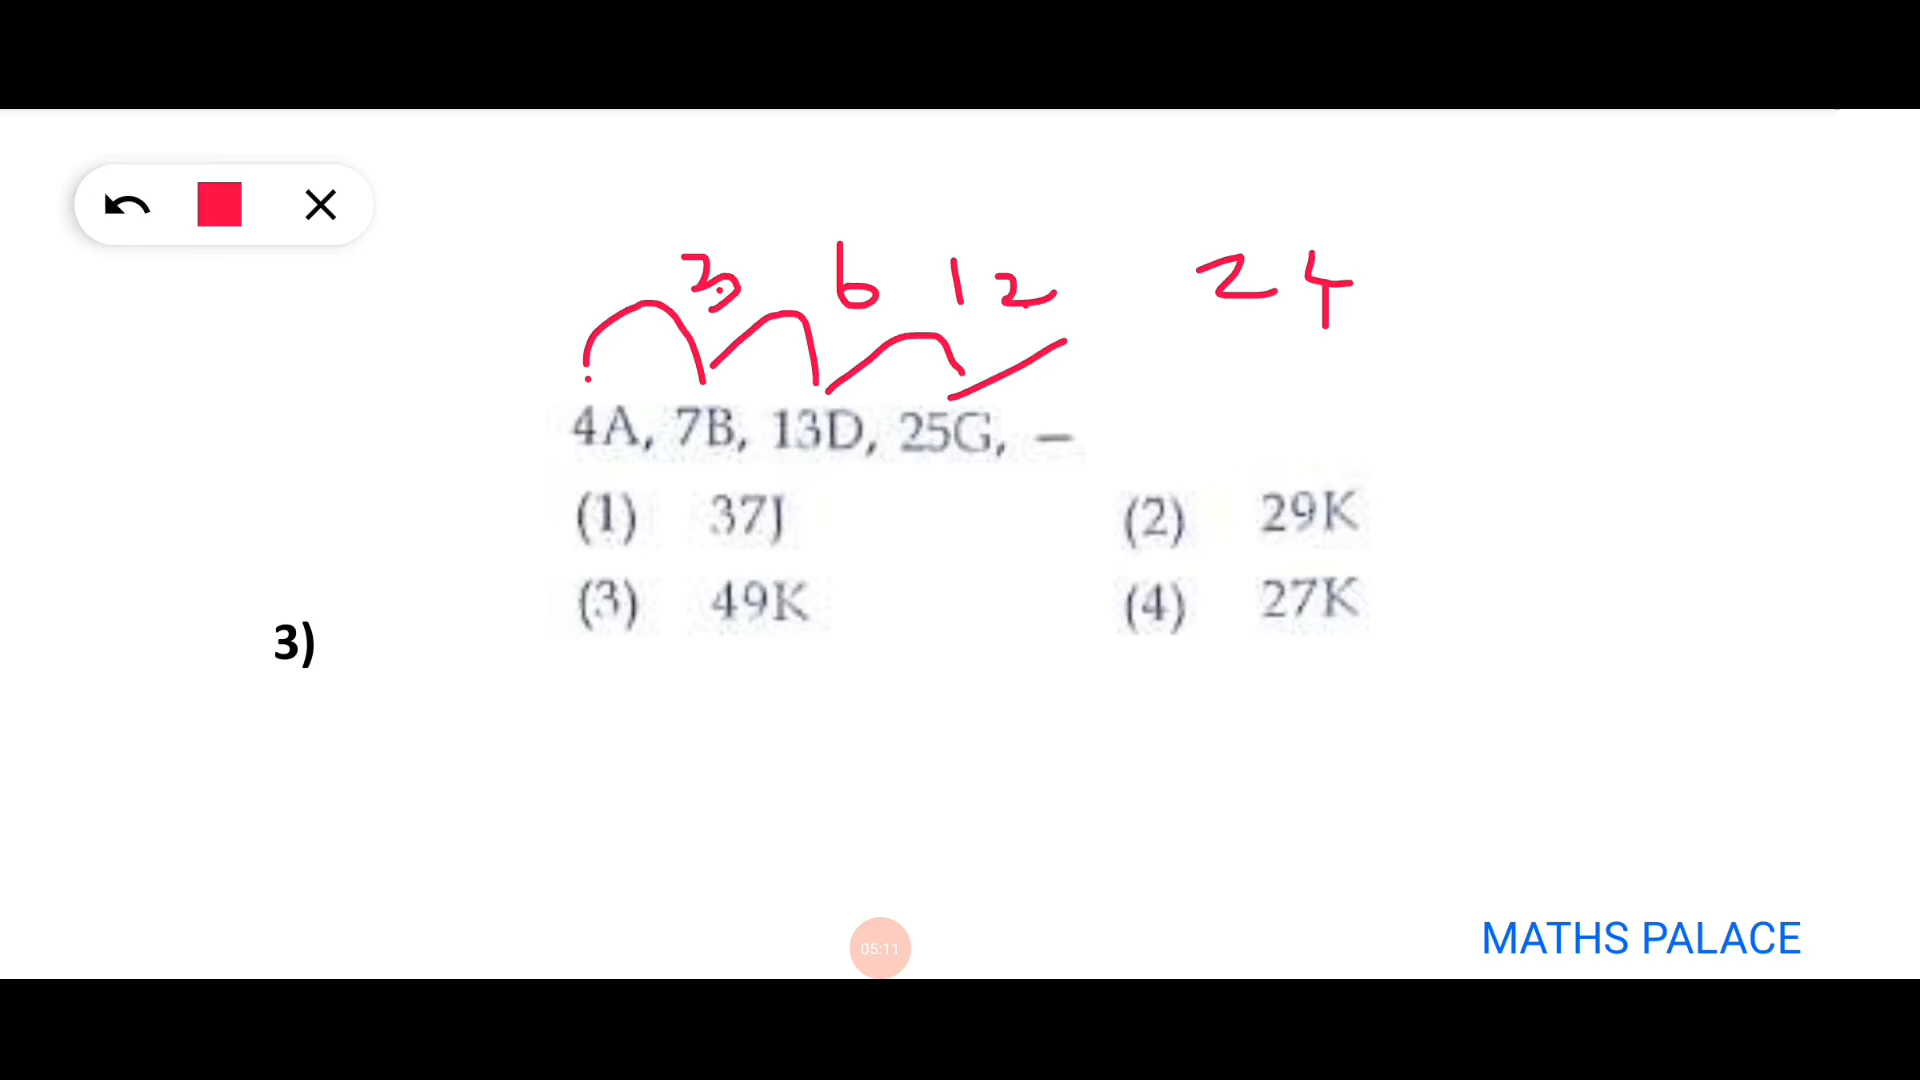 3 6 12 24
4A, 7B, 13D, 25G, —
(1) 37J (2) 29K
(3) 49K (4) 27K
3)
05:11
MATHS PALACE